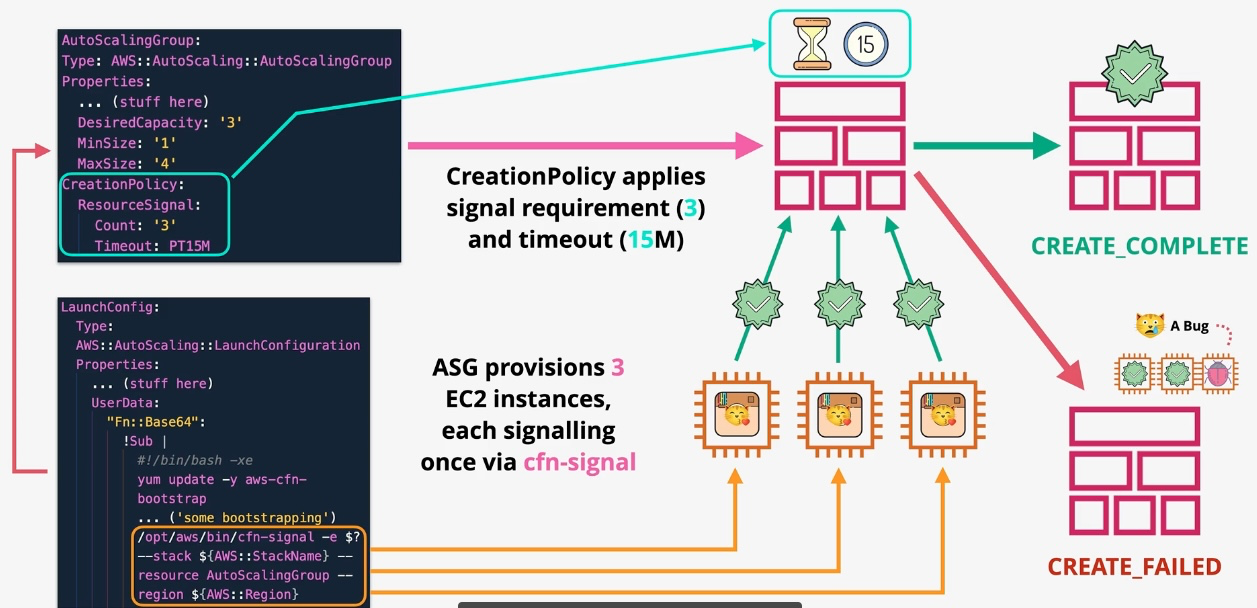 AutoScalingGroup:
Type: AWS::AutoScaling::AutoScalingGroup
Properties:
... (stuff here)
DesiredCapacity: '3'
MinSize: '1'
MaxSize: '4'
CreationPolicy:
ResourceSignal:
Count: '3'
Timeout: PT15M
15
CreationPolicy applies
signal requirement (3)
and timeout (15M)
CREATE_COMPLETE
LaunchConfig:
Type:
AWS::AutoScaling::LaunchConfiguration
Properties:
... (stuff here)
UserData:
"Fn::Base64":
!Sub |
#!/bin/bash -xe
yum update -y aws-cfn-
bootstrap
... ('some bootstrapping')
/opt/aws/bin/cfn-signal -e $?
--stack ${AWS::StackName} --
resource AutoScalingGroup --
region ${AWS::Region}
ASG provisions 3
EC2 instances,
each signalling
once via cfn-signal
A Bug
CREATE_FAILED